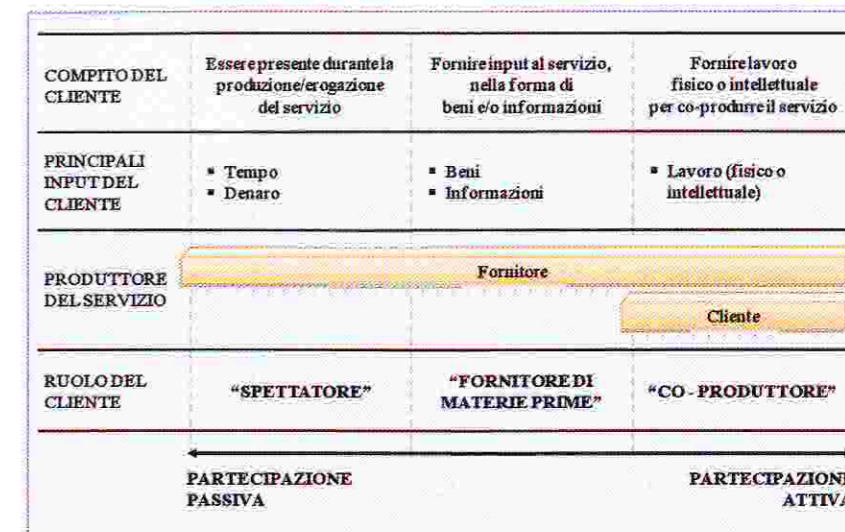 COMPITO DEL
CLIENTE
Essere presente durante la
produzione/erogazione
del servizio
Fornire input al servizio,
nella forma di
beni e/o informazioni
Fornire lavoro
fisico o intellettuale
per co-produrre il servizio
PRINCIPALI
INPUT DEL
CLIENTE
▪ Tempo
▪ Denaro
▪ Beni
▪ Informazioni
▪ Lavoro (fisico o
intellettuale)
PRODUTTORE
DEL SERVIZIO
Fornitore
Cliente
RUOLO DEL
CLIENTE
“SPETTATORE”
“FORNITORE DI
MATERIE PRIME”
“CO - PRODUTTORE”
PARTECIPAZIONE
PASSIVA
PARTECIPAZIONE
ATTIVA